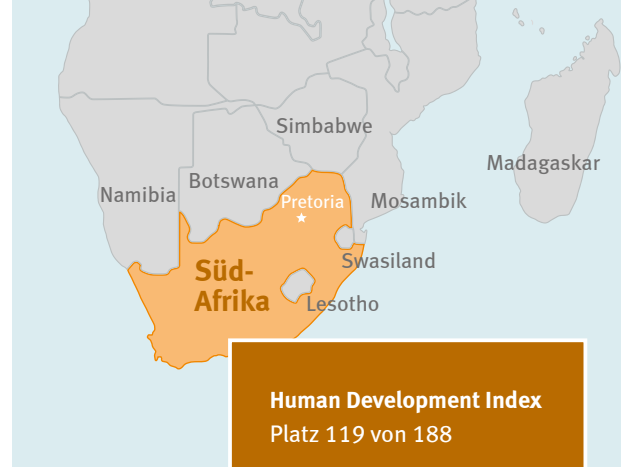 Simbabwe
Madagaskar
Botswana
Namibia
Pretoria
Mosambik
Swasiland
Süd-
Afrika
Lesotho
Human Development Index
Platz 119 von 188